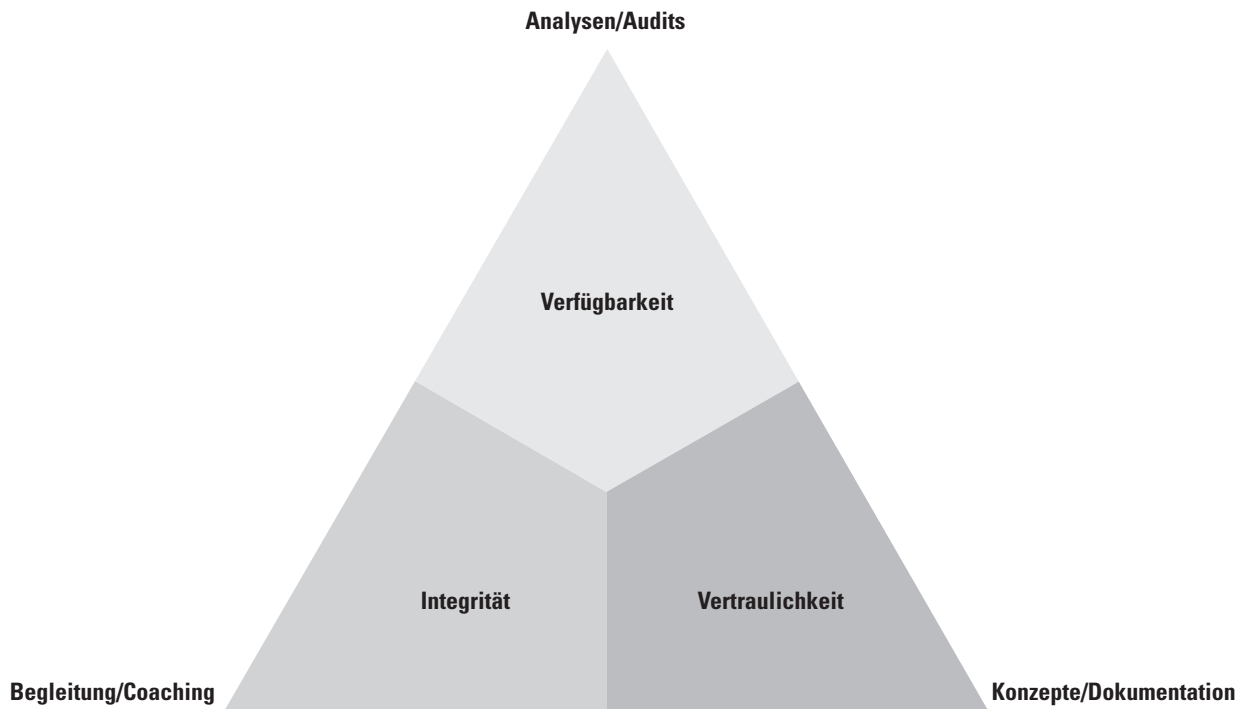 Analysen/Audits
Verfügbarkeit
Integrität
Vertraulichkeit
Begleitung/Coaching
Konzepte/Dokumentation